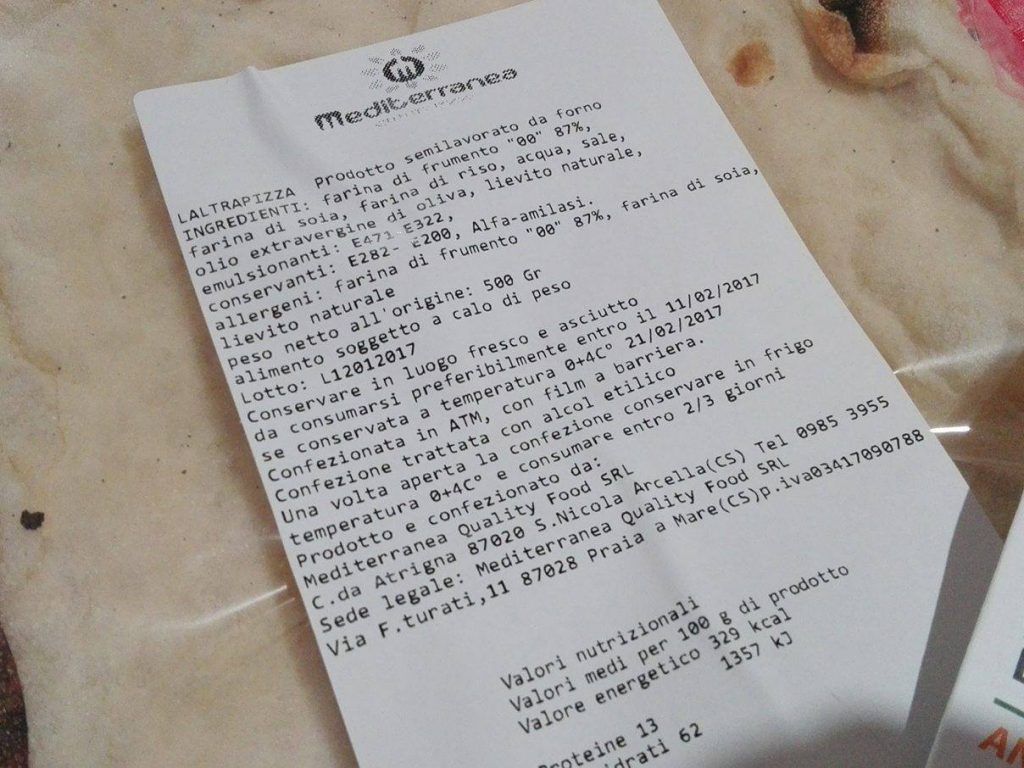 Mediterranea
LALTRAPIZZA Prodotto semilavorato da forno
INGREDIENTI: farina di frumento "00" 87%,
farina di soia, farina di riso, acqua, sale,
olio extravergine di oliva, lievito naturale,
emulsionanti: E471-E322,
conservanti: E282- E200, Alfa-amilasi.
allergeni: farina di frumento "00" 87%, farina di soia,
lievito naturale
peso netto all'origine: 500 Gr
alimento soggetto a calo di peso
Lotto: L12012017
Conservare in luogo fresco e asciutto
da consumarsi preferibilmente entro il 11/02/2017
se conservata a temperatura 0+4C° 21/02/2017
Confezionata in ATM, con film a barriera.
Confezione trattata con alcol etilico
Una volta aperta la confezione conservare in frigo
temperatura 0+4C° e consumare entro 2/3 giorni
Prodotto e confezionato da:
Mediterranea Quality Food SRL
C.da Atrigna 87020 S.Nicola Arcella(CS) Tel 0985 3955
Sede legale: Mediterranea Quality Food SRL
Via F.turati,11 87028 Praia a Mare(CS)p.iva03417090788
Valori nutrizionali
Valori medi per 100 g di prodotto
Valore energetico 329 kcal
1357 kJ
Proteine 13
62